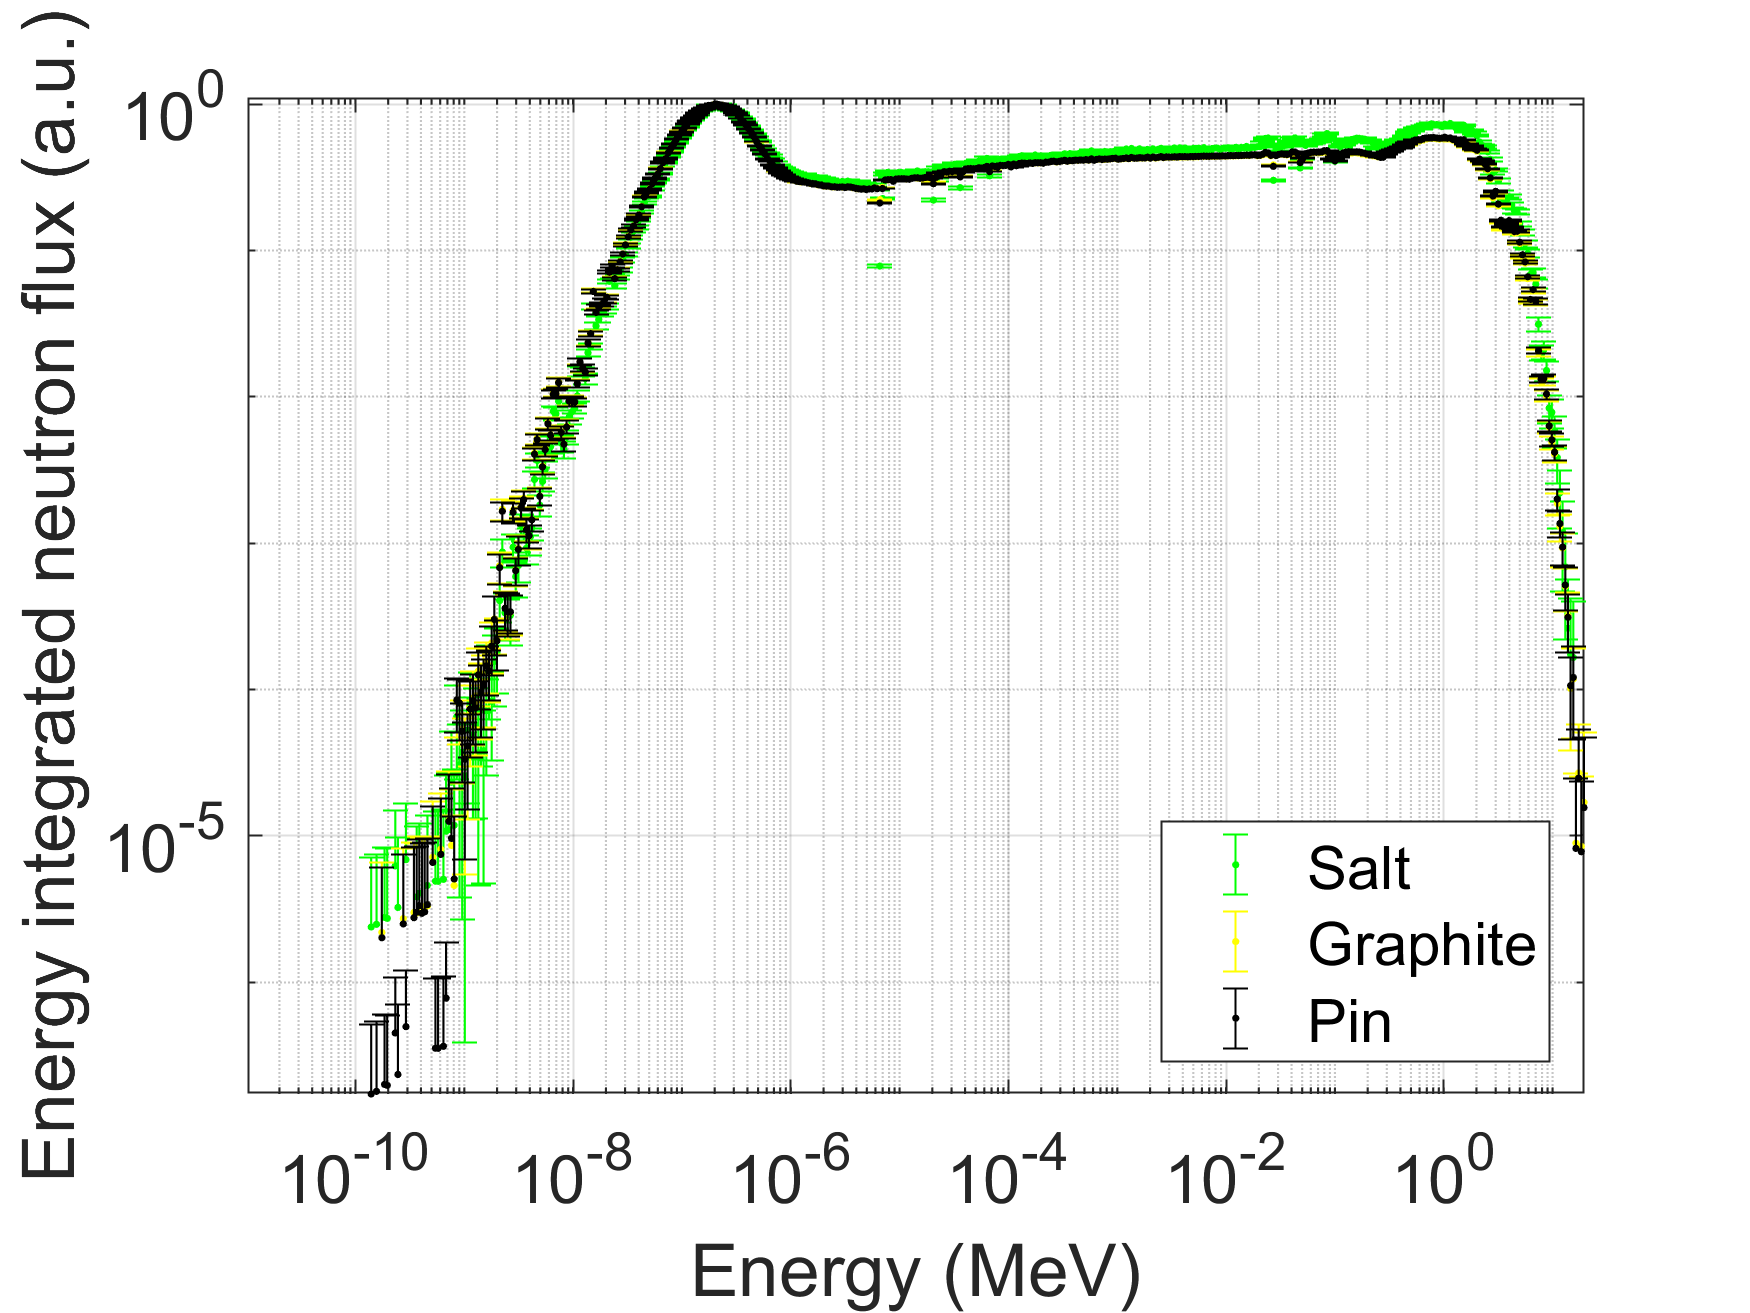 Energy integrated neutron flux (a.u.)
10^0
10^-5
Salt
Graphite
Pin
10^-10 10^-8 10^-6 10^-4 10^-2 10^0
Energy (MeV)